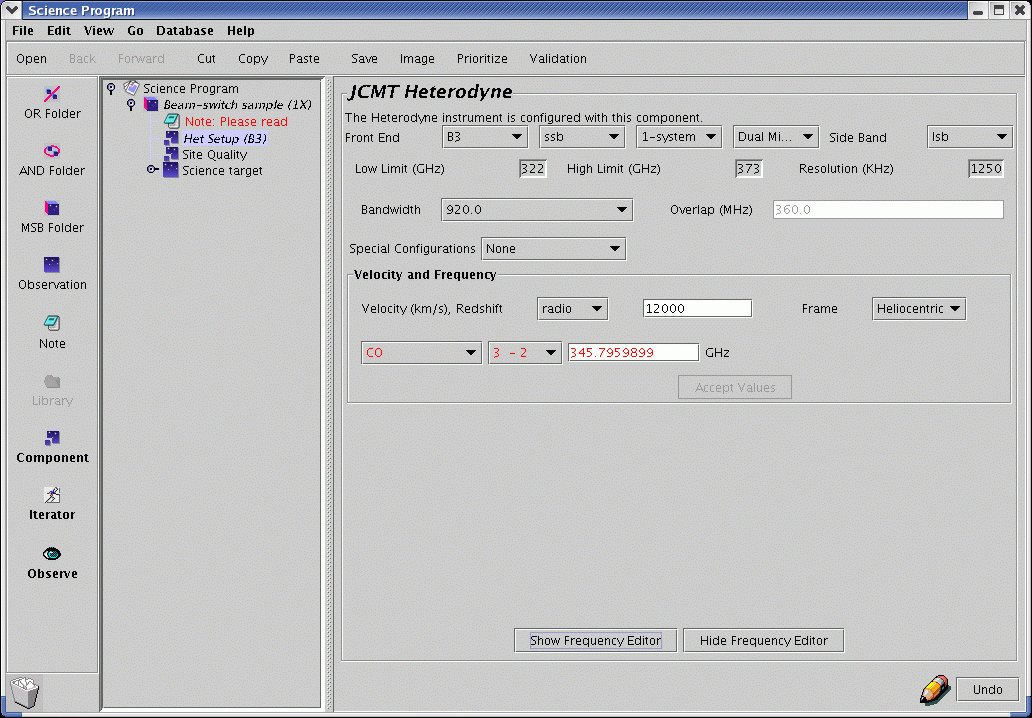 Science Program
File Edit View Go Database Help
Open Back Forward Cut Copy Paste Save Image Prioritize Validation
OR Folder
AND Folder
MSB Folder
Observation
Note
Library
Component
Iterator
Observe
Science Program
Beam-switch sample (1X)
Note: Please read
Het Setup (B3)
Site Quality
Science target
JCMT Heterodyne
The Heterodyne instrument is configured with this component.
Front End B3 ssb 1-system Dual Mi... Side Band lsb
Low Limit (GHz) 322 High Limit (GHz) 373 Resolution (KHz) 1250
Bandwidth 920.0 Overlap (MHz) 360.0
Special Configurations None
Velocity and Frequency
Velocity (km/s), Redshift radio 12000 Frame Heliocentric
CO 3 - 2 345.7959899 GHz
Accept Values
Show Frequency Editor Hide Frequency Editor
Undo